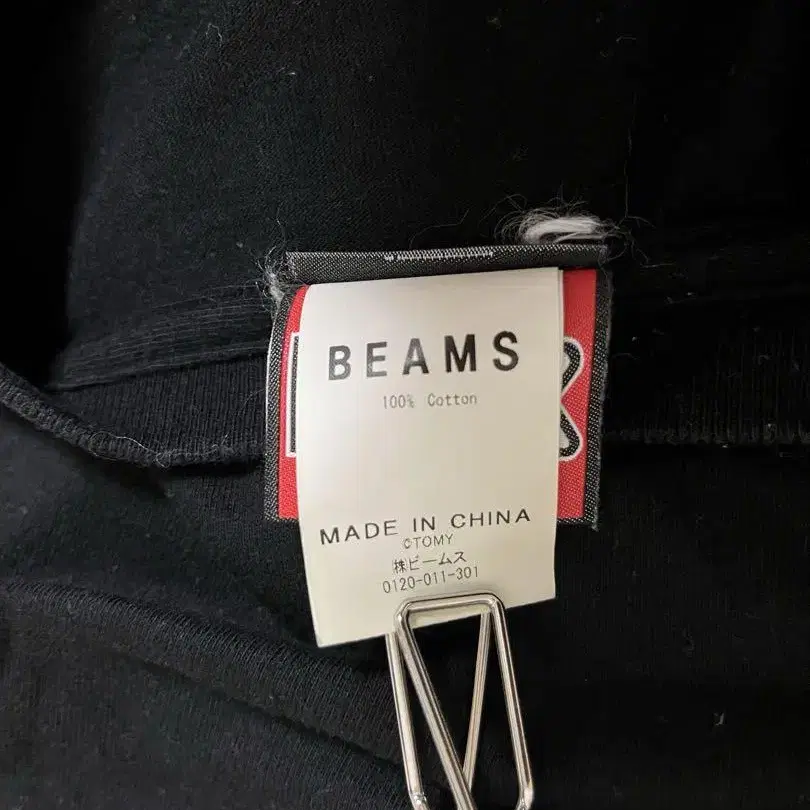 BEAMS
100% Cotton
MADE IN CHINA
©TOMY
㈱ビームス
0120-011-301